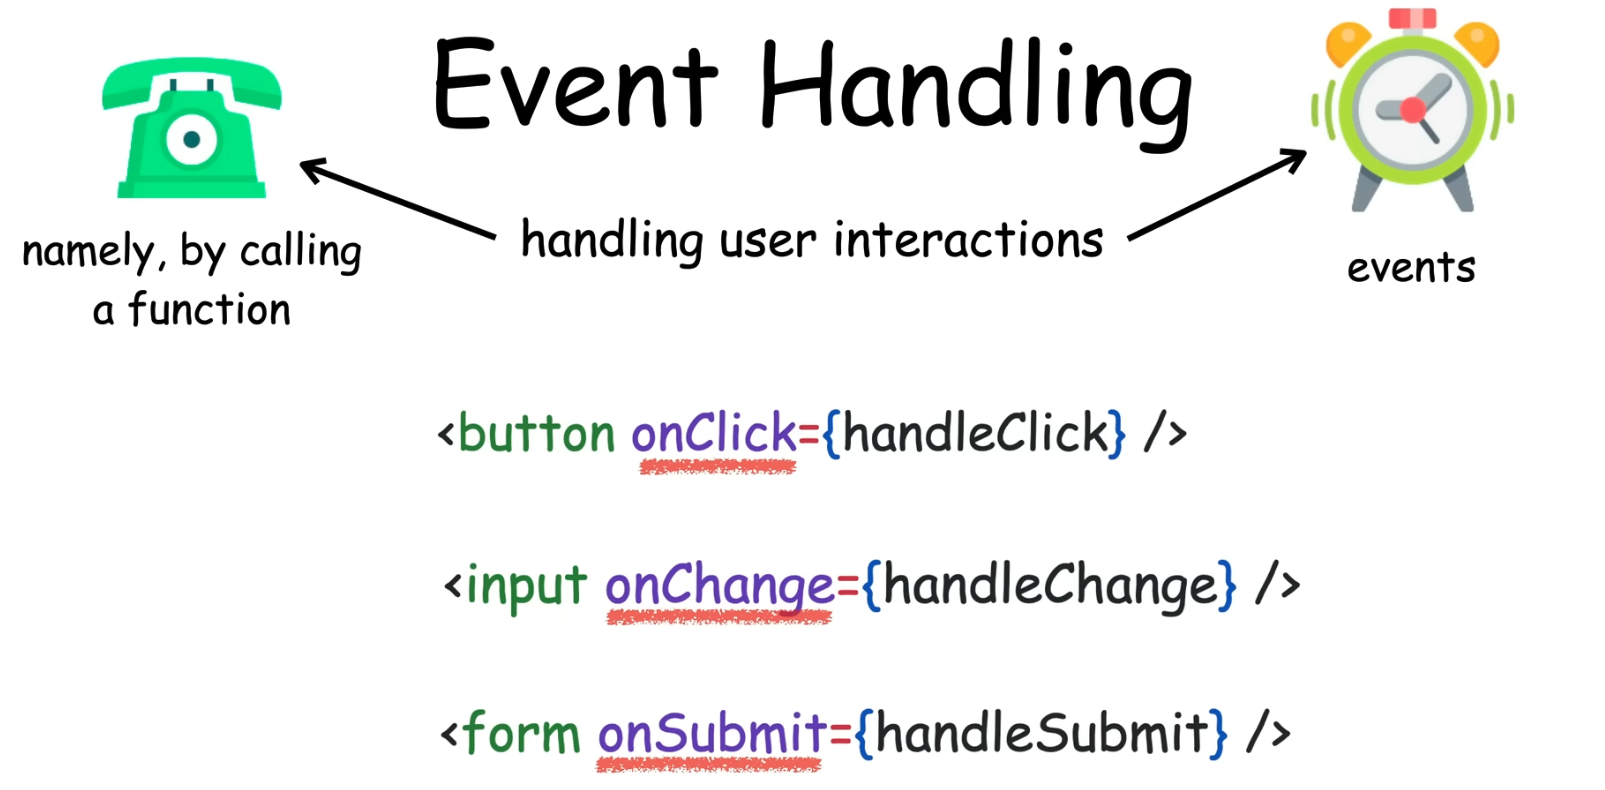 Event Handling
handling user interactions
namely, by calling
a function
events
<button onClick={handleClick} />
<input onChange={handleChange} />
<form onSubmit={handleSubmit} />